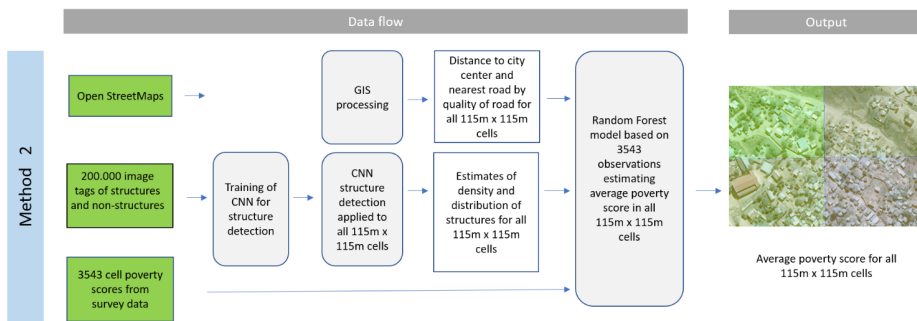 Data flow
Output
Method 2
Open StreetMaps
GIS
processing
Distance to city
center and
nearest road by
quality of road for
all 115m x 115m
cells
Random Forest
model based on
3543
observations
estimating
average poverty
score in all
115m x 115m
cells
200.000 image
tags of structures
and non-structures
Training of
CNN for
structure
detection
CNN
structure
detection
applied to
all 115m x
115m cells
Estimates of
density and
distribution of
structures for all
115m x 115m
cells
3543 cell poverty
scores from
survey data
Average poverty score for all
115m x 115m cells